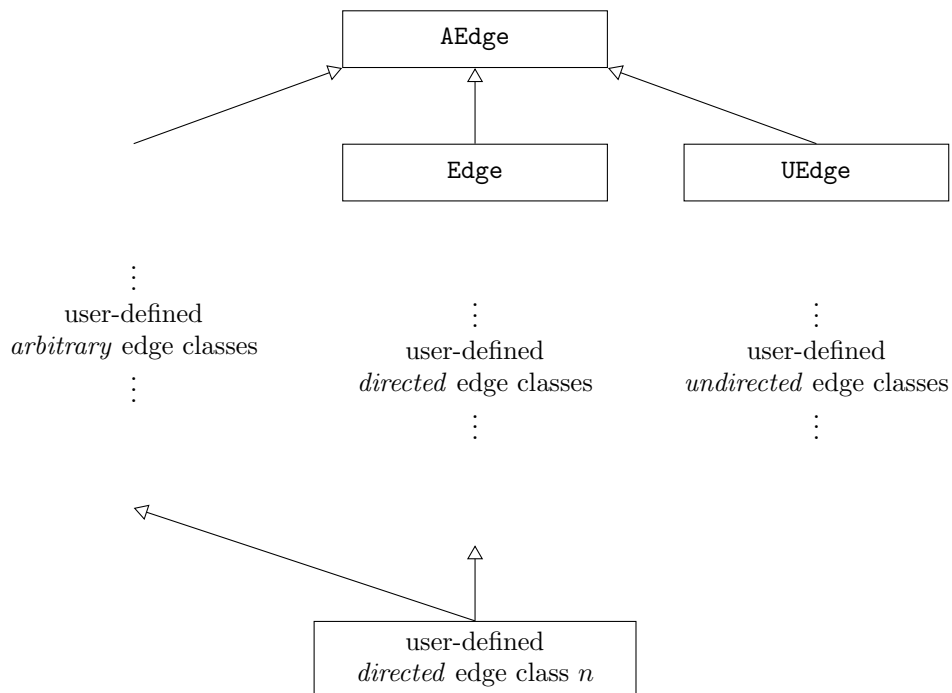 AEdge
Edge
UEdge
⋮
user-defined
arbitrary edge classes
⋮
⋮
user-defined
directed edge classes
⋮
⋮
user-defined
undirected edge classes
⋮
user-defined
directed edge class n